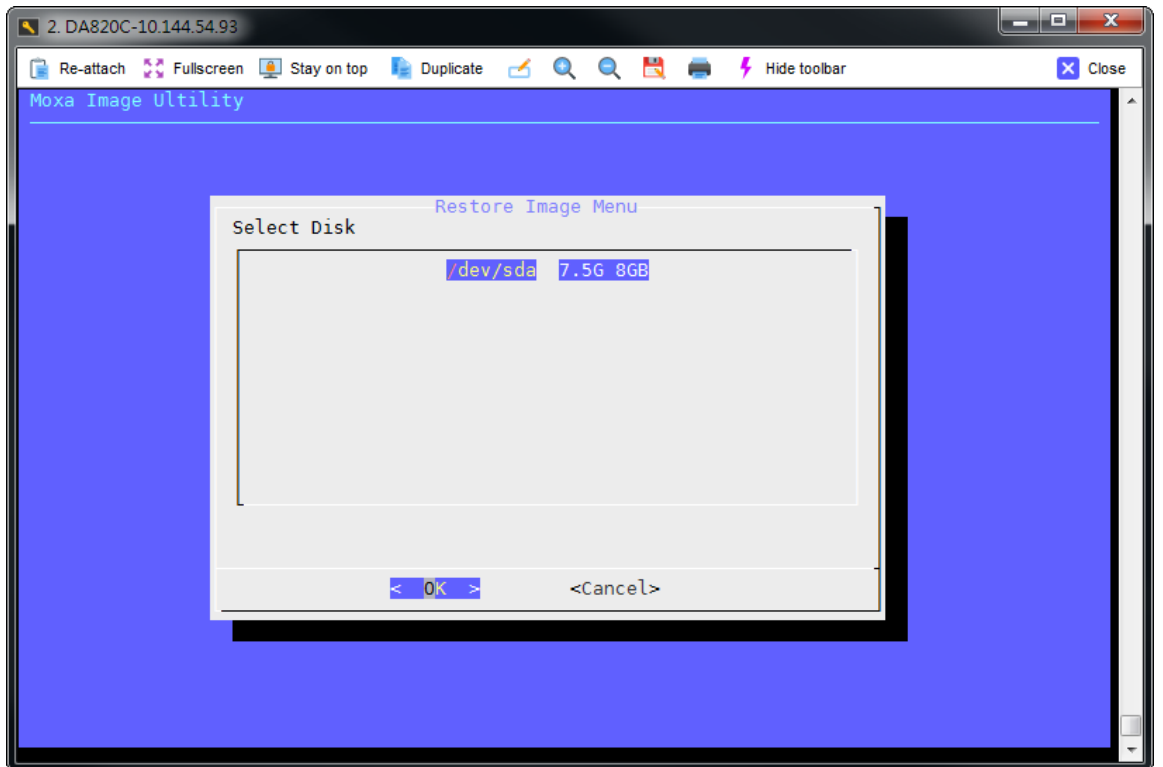 2. DA820C-10.144.54.93
Re-attach Fullscreen Stay on top Duplicate Hide toolbar Close
Moxa Image Ultility
Restore Image Menu
Select Disk
/dev/sda 7.5G 8GB
< OK > <Cancel>